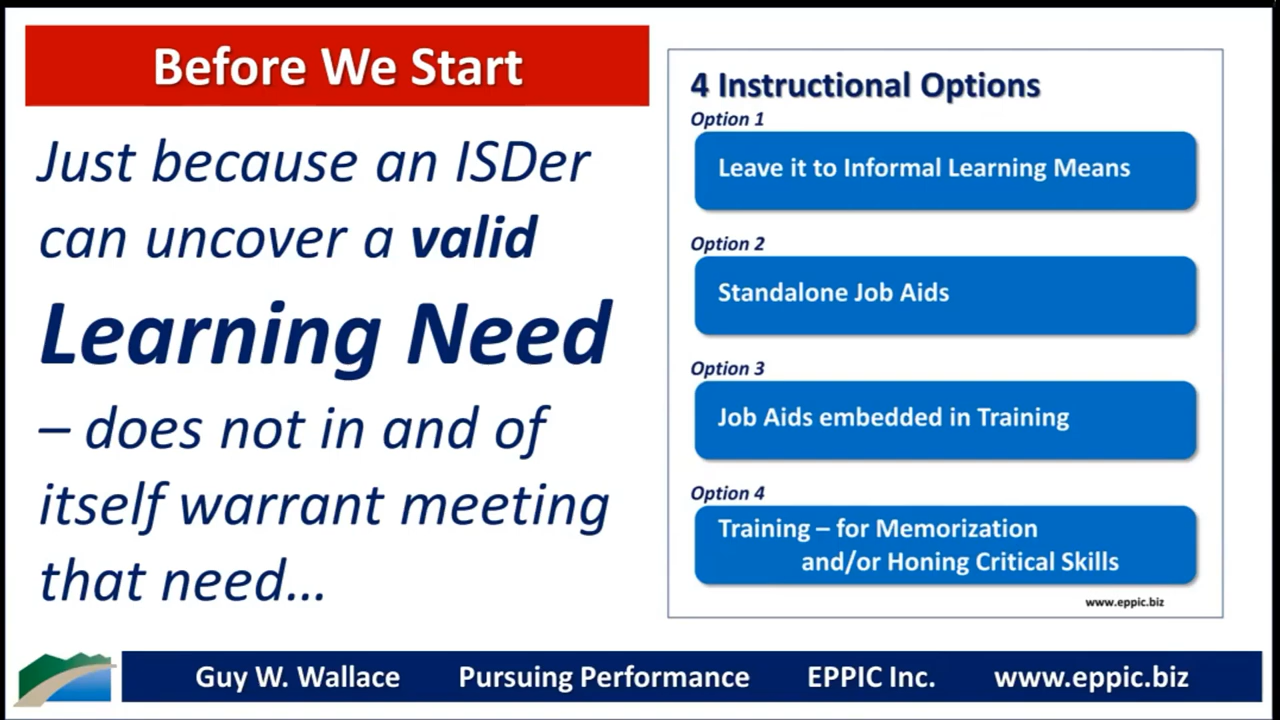 Before We Start
Just because an ISDer
can uncover a valid
Learning Need
– does not in and of
itself warrant meeting
that need...
4 Instructional Options
Option 1
Leave it to Informal Learning Means
Option 2
Standalone Job Aids
Option 3
Job Aids embedded in Training
Option 4
Training – for Memorization
and/or Honing Critical Skills
www.eppic.biz
Guy W. Wallace Pursuing Performance EPPIC Inc. www.eppic.biz